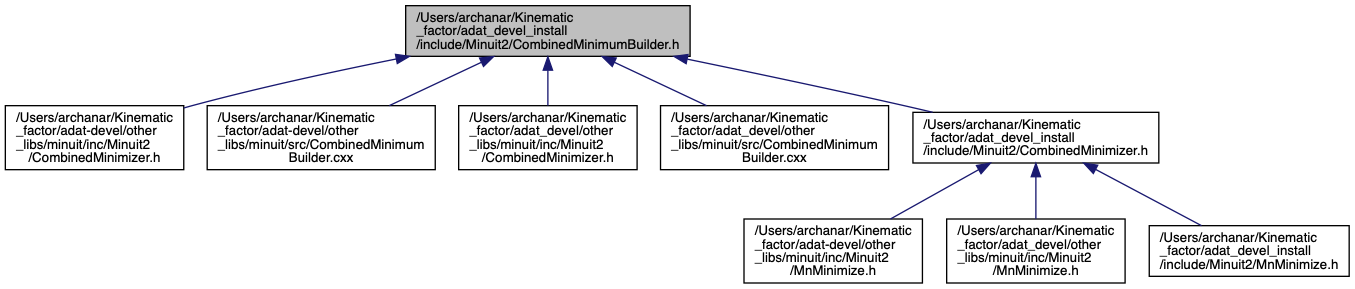 /Users/archanar/Kinematic
_factor/adat_devel_install
/include/Minuit2/CombinedMinimumBuilder.h
/Users/archanar/Kinematic
_factor/adat-devel/other
_libs/minuit/inc/Minuit2
/CombinedMinimizer.h
/Users/archanar/Kinematic
_factor/adat-devel/other
_libs/minuit/src/CombinedMinimum
Builder.cxx
/Users/archanar/Kinematic
_factor/adat_devel/other
_libs/minuit/inc/Minuit2
/CombinedMinimizer.h
/Users/archanar/Kinematic
_factor/adat_devel/other
_libs/minuit/src/CombinedMinimum
Builder.cxx
/Users/archanar/Kinematic
_factor/adat_devel_install
/include/Minuit2/CombinedMinimizer.h
/Users/archanar/Kinematic
_factor/adat-devel/other
_libs/minuit/inc/Minuit2
/MnMinimize.h
/Users/archanar/Kinematic
_factor/adat_devel/other
_libs/minuit/inc/Minuit2
/MnMinimize.h
/Users/archanar/Kinematic
_factor/adat_devel_install
/include/Minuit2/MnMinimize.h